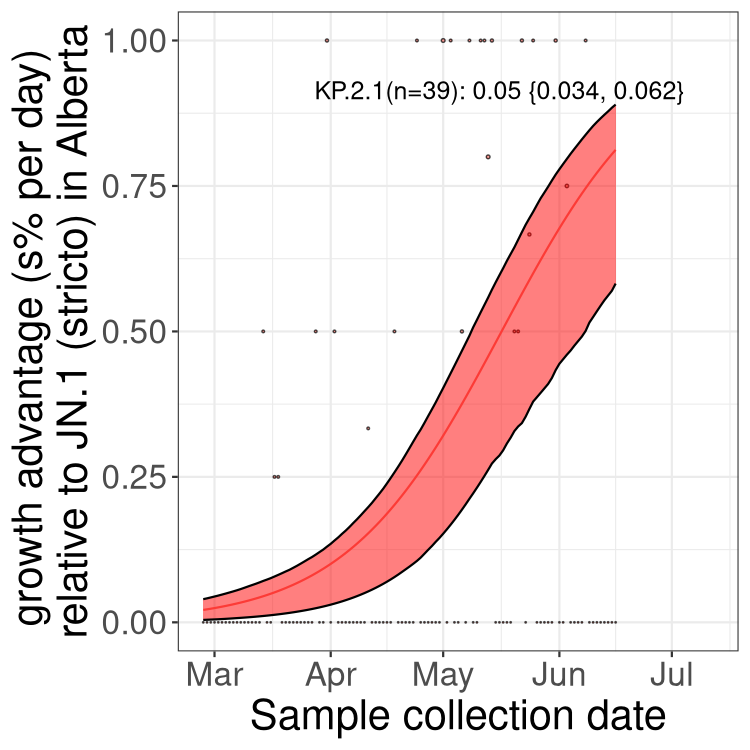 growth advantage (s% per day)
relative to JN.1 (stricto) in Alberta
1.00
0.75
0.50
0.25
0.00
KP.2.1(n=39): 0.05 {0.034, 0.062}
Mar Apr May Jun Jul
Sample collection date